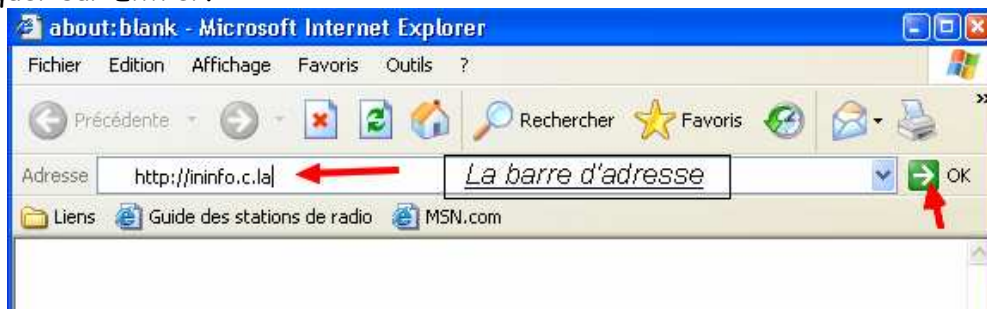 about:blank - Microsoft Internet Explorer
Fichier Edition Affichage Favoris Outils ?
Précédente Rechercher Favoris »
Adresse http://ininfo.c.la La barre d'adresse OK
Liens Guide des stations de radio MSN.com